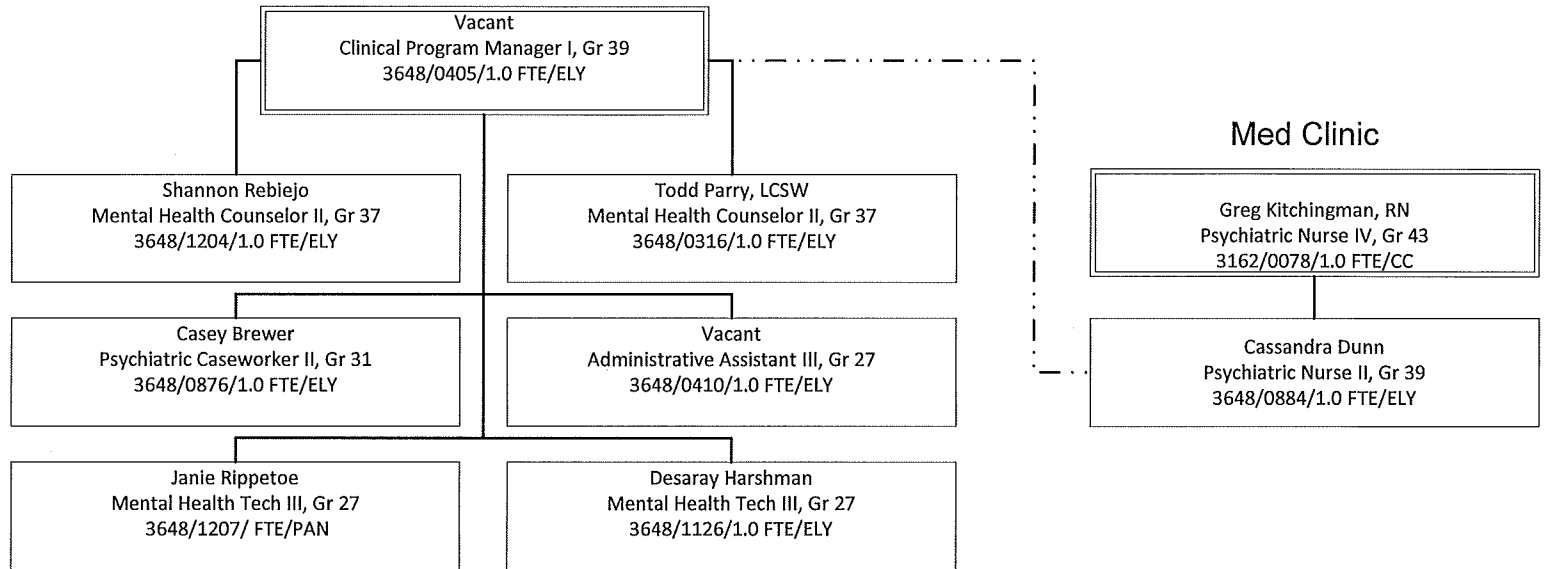 Vacant
Clinical Program Manager I, Gr 39
3648/0405/1.0 FTE/ELY
Shannon Rebiejo
Mental Health Counselor II, Gr 37
3648/1204/1.0 FTE/ELY
Todd Parry, LCSW
Mental Health Counselor II, Gr 37
3648/0316/1.0 FTE/ELY
Casey Brewer
Psychiatric Caseworker II, Gr 31
3648/0876/1.0 FTE/ELY
Vacant
Administrative Assistant III, Gr 27
3648/0410/1.0 FTE/ELY
Janie Rippetoe
Mental Health Tech III, Gr 27
3648/1207/ FTE/PAN
Desaray Harshman
Mental Health Tech III, Gr 27
3648/1126/1.0 FTE/ELY
Med Clinic
Greg Kitchingman, RN
Psychiatric Nurse IV, Gr 43
3162/0078/1.0 FTE/CC
Cassandra Dunn
Psychiatric Nurse II, Gr 39
3648/0884/1.0 FTE/ELY